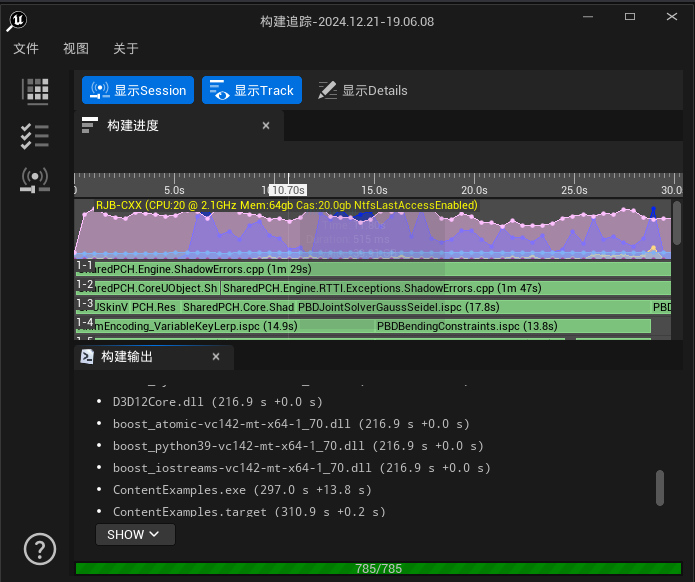 构建追踪-2024.12.21-19.06.08
文件 视图 关于
显示Session 显示Track 显示Details
构建进度
5.0s 10.70s 15.0s 20.0s 25.0s 30.0s
RJB-CXX (CPU:20 @ 2.1GHz Mem:64gb Cas:20.0gb NtfsLastAccessEnabled)
1-1 aredPCH.Engine.ShadowErrors.cpp (1m 29s)
1-2 aredPCH.CoreUObject.Sh SharedPCH.Engine.RTTI.Exceptions.ShadowErrors.cpp (1m 47s)
1-3 USkinV PCH.Res SharedPCH.Core.Shad PBDJointSolverGaussSeidel.ispc (17.8s) PBD
1-4 mEncoding_VariableKeyLerp.ispc (14.9s) PBDBendingConstraints.ispc (13.8s)
构建输出
• D3D12Core.dll (216.9 s +0.0 s)
• boost_atomic-vc142-mt-x64-1_70.dll (216.9 s +0.0 s)
• boost_python39-vc142-mt-x64-1_70.dll (216.9 s +0.0 s)
• boost_iostreams-vc142-mt-x64-1_70.dll (216.9 s +0.0 s)
• ContentExamples.exe (297.0 s +13.8 s)
• ContentExamples.target (310.9 s +0.2 s)
SHOW
785/785